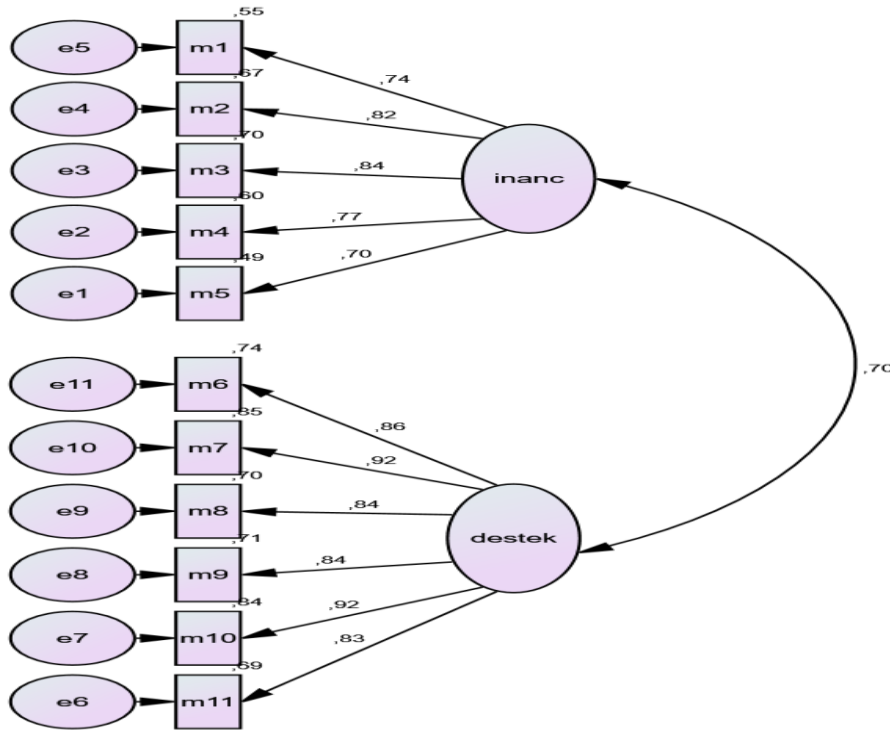 ,55
e5 m1
,74
,67
e4 m2
,82
,70
e3 m3
,84
inanc
,60
e2 m4
,77
,49
e1 m5
,70
,74
e11 m6
,86
,85
e10 m7
,92
,70
e9 m8
,84
destek
,71
e8 m9
,84
,84
e7 m10
,92
,69
e6 m11
,83
,70